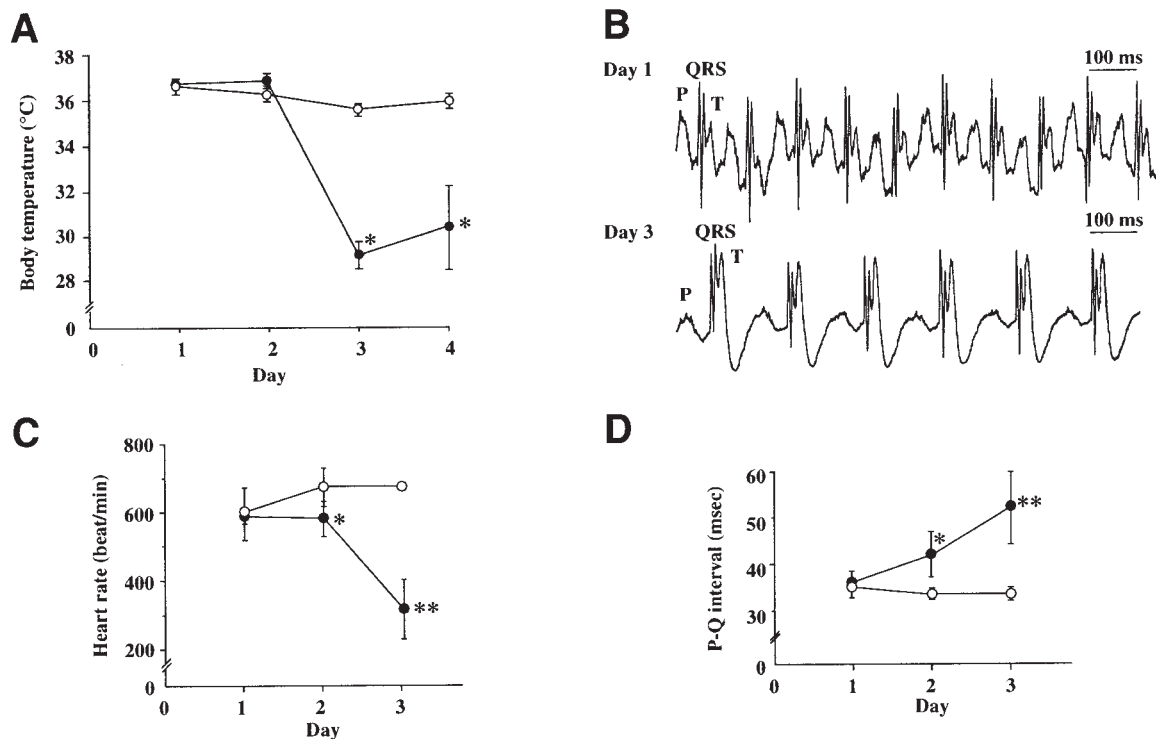 A
Body temperature (°C)
38
36
34
32
30
28
0
*
*
0 1 2 3 4
Day
B
Day 1
P QRS T
100 ms
Day 3
P QRS T
100 ms
C
Heart rate (beat/min)
800
600
400
200
0
*
**
0 1 2 3
Day
D
P-Q interval (msec)
60
50
40
30
0
*
**
0 1 2 3
Day